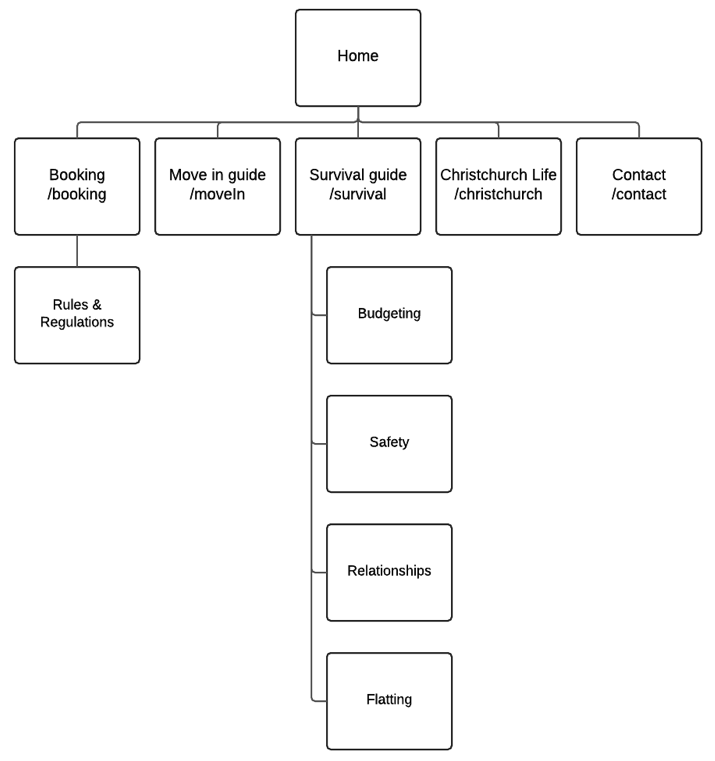 Home
Booking
/booking
Move in guide
/moveIn
Survival guide
/survival
Christchurch Life
/christchurch
Contact
/contact
Rules &
Regulations
Budgeting
Safety
Relationships
Flatting